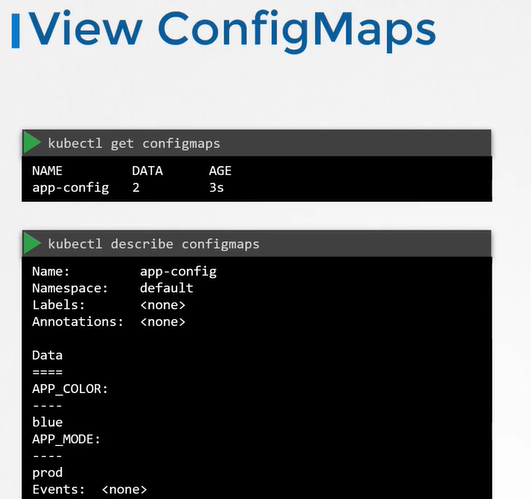 View ConfigMaps
kubectl get configmaps
NAME DATA AGE
app-config 2 3s
kubectl describe configmaps
Name: app-config
Namespace: default
Labels: <none>
Annotations: <none>
Data
====
APP_COLOR:
----
blue
APP_MODE:
----
prod
Events: <none>